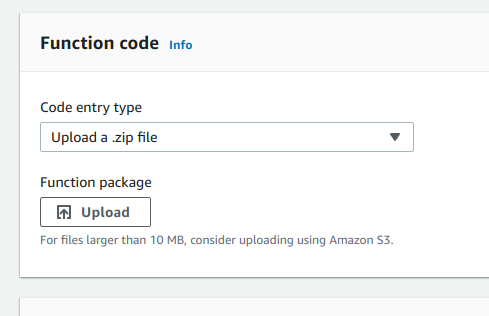 Function code Info
Code entry type
Upload a .zip file
Function package
Upload
For files larger than 10 MB, consider uploading using Amazon S3.